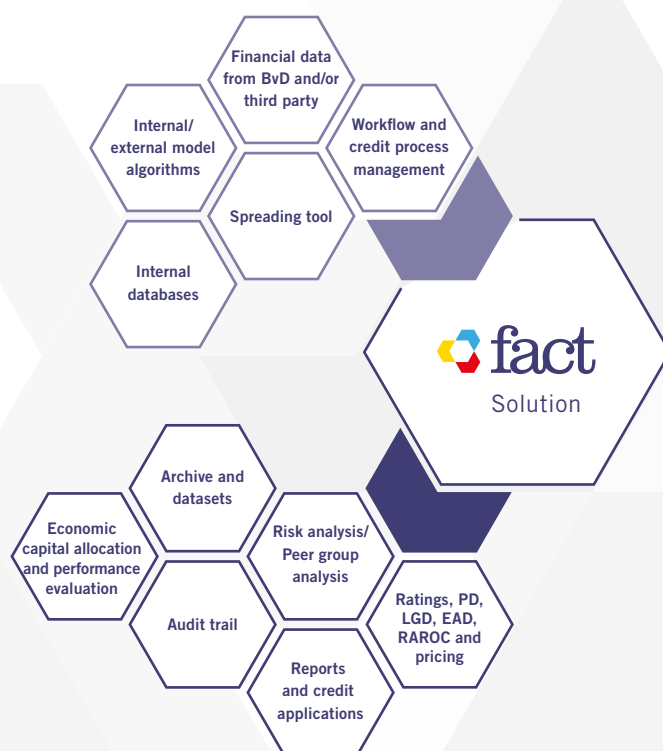 Financial data
from BvD and/or
third party
Internal/
external model
algorithms
Workflow and
credit process
management
Spreading tool
Internal
databases
fact
Solution
Archive and
datasets
Economic
capital allocation
and performance
evaluation
Risk analysis/
Peer group
analysis
Audit trail
Ratings, PD,
LGD, EAD,
RAROC and
pricing
Reports
and credit
applications